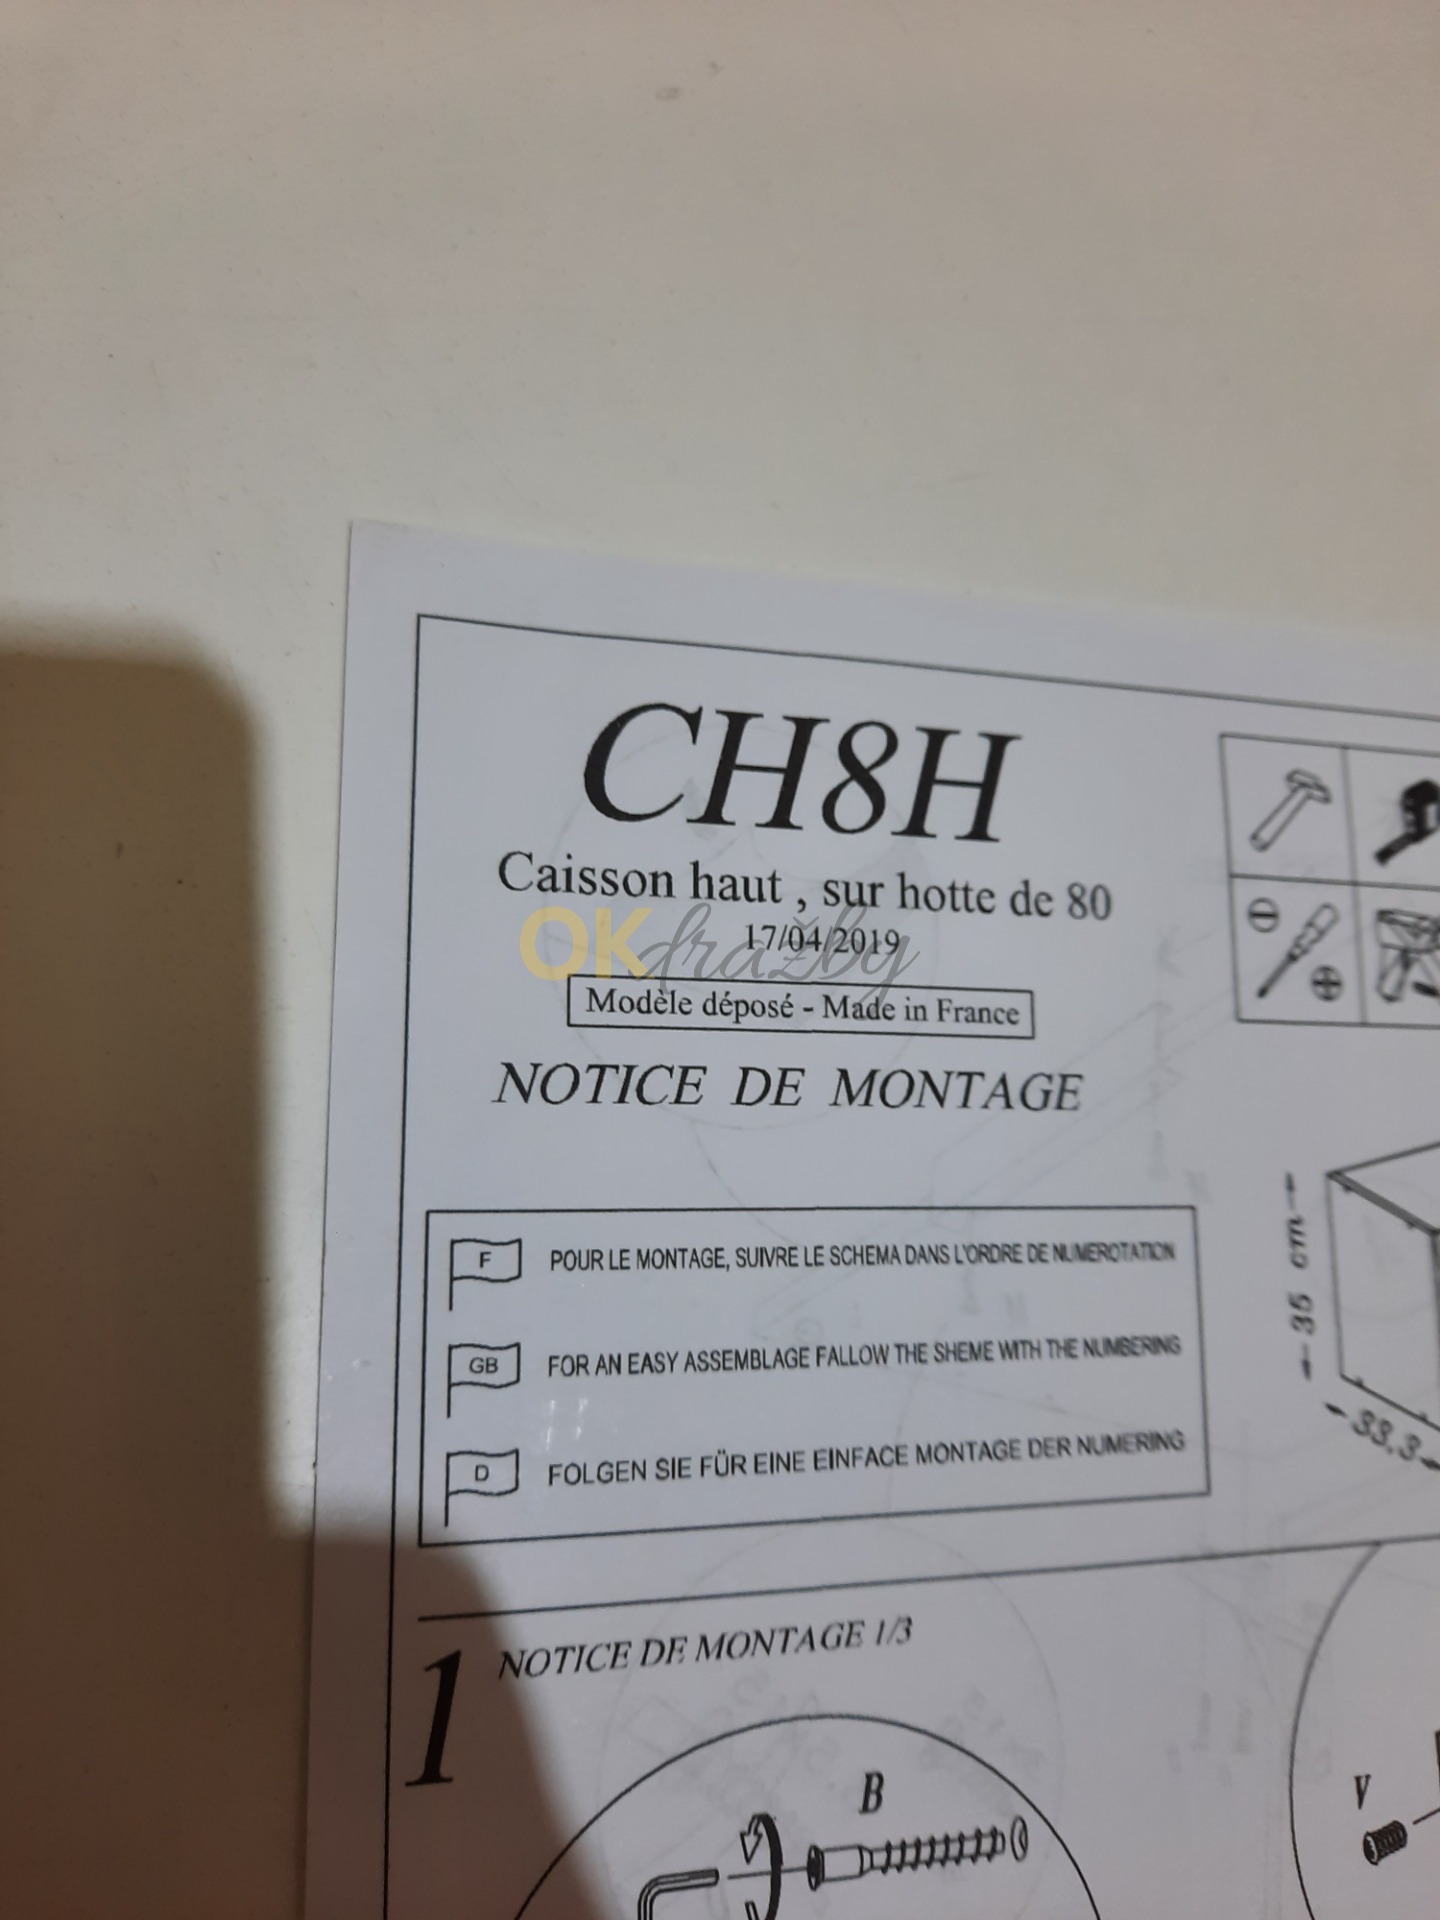 CH8H
Caisson haut , sur hotte de 80
17/04/2019
OKdražby
Modèle déposé - Made in France
NOTICE DE MONTAGE
F
POUR LE MONTAGE, SUIVRE LE SCHEMA DANS L'ORDRE DE NUMEROTATION
GB
FOR AN EASY ASSEMBLAGE FALLOW THE SHEME WITH THE NUMBERING
D
FOLGEN SIE FÜR EINE EINFACE MONTAGE DER NUMERING
35 cm
33,3
1
NOTICE DE MONTAGE 1/3
B
V